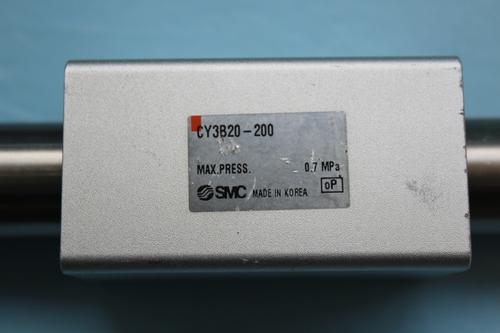 CY3B20-200
MAX.PRESS. 0.7 MPa
SMC MADE IN KOREA oP